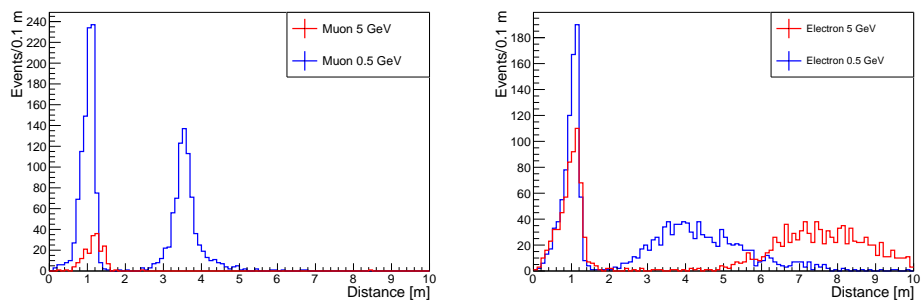 Events/0.1 m
240
220
200
180
160
140
120
100
80
60
40
20
0
Muon 5 GeV
Muon 0.5 GeV
0 1 2 3 4 5 6 7 8 9 10
Distance [m]
Events/0.1 m
180
160
140
120
100
80
60
40
20
0
Electron 5 GeV
Electron 0.5 GeV
0 1 2 3 4 5 6 7 8 9 10
Distance [m]